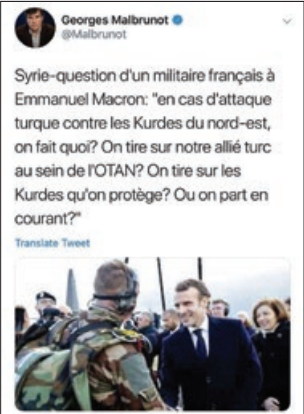 Georges Malbrunot
@Malbrunot
Syrie-question d'un militaire français à
Emmanuel Macron: "en cas d'attaque
turque contre les Kurdes du nord-est,
on fait quoi? On tire sur notre allié turc
au sein de l'OTAN? On tire sur les
Kurdes qu'on protège? Ou on part en
courant?"
Translate Tweet